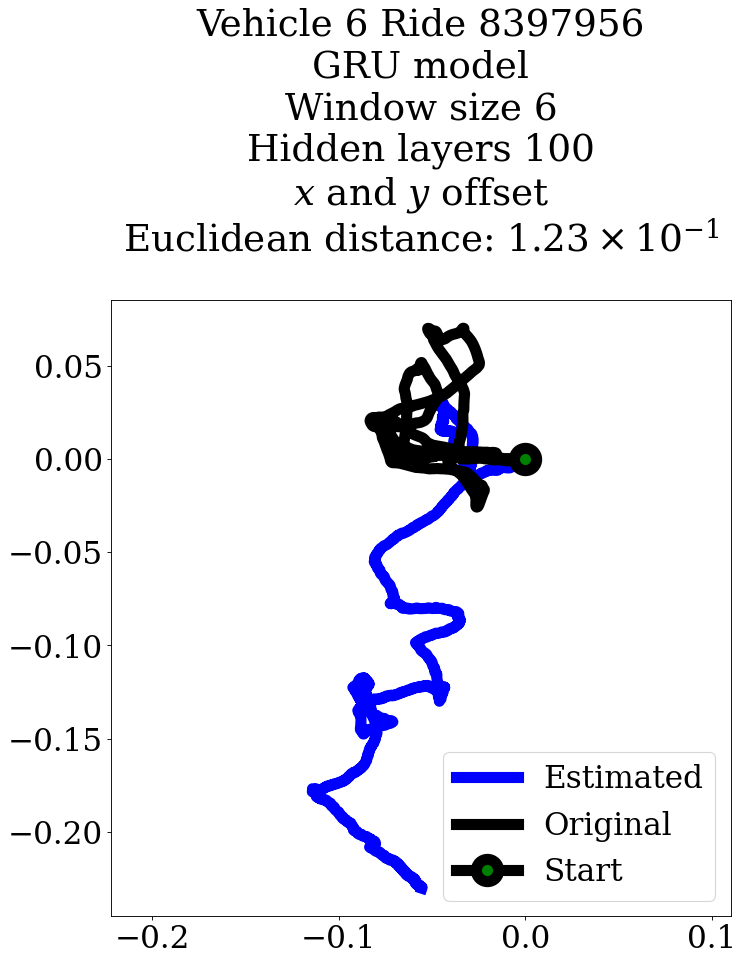 Vehicle 6 Ride 8397956
GRU model
Window size 6
Hidden layers 100
x and y offset
Euclidean distance: 1.23 × 10⁻¹
0.05
0.00
−0.05
−0.10
−0.15
−0.20
Estimated
Original
Start
−0.2
−0.1
0.0
0.1